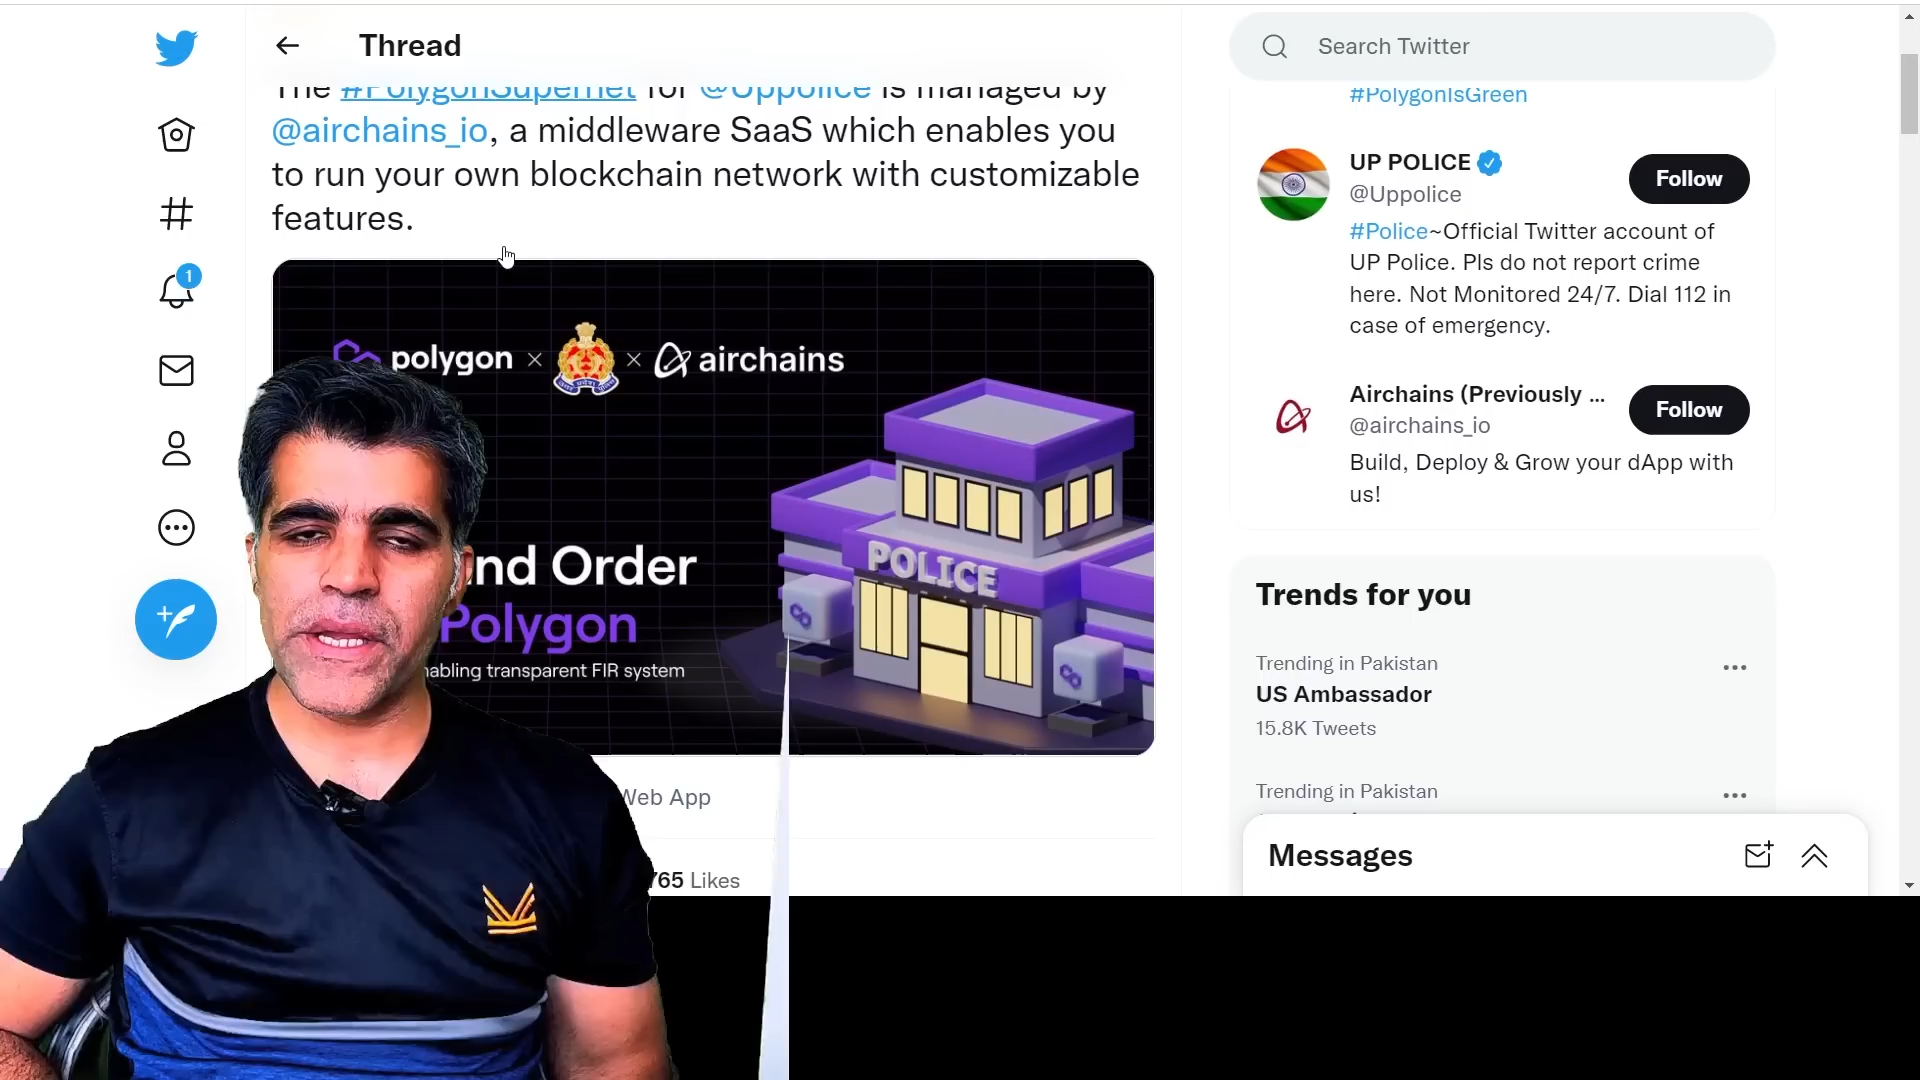 Thread
Search Twitter
The #PolygonSupernet for @Uppolice is managed by
@airchains_io, a middleware SaaS which enables you
to run your own blockchain network with customizable
features.
1
polygon × × airchains
nd Order
Polygon
nabling transparent FIR system
POLICE
Web App
765 Likes
#PolygonIsGreen
UP POLICE
@Uppolice
Follow
#Police~Official Twitter account of
UP Police. Pls do not report crime
here. Not Monitored 24/7. Dial 112 in
case of emergency.
Airchains (Previously ...
@airchains_io
Follow
Build, Deploy & Grow your dApp with
us!
Trends for you
Trending in Pakistan
US Ambassador
15.8K Tweets
Trending in Pakistan
Messages